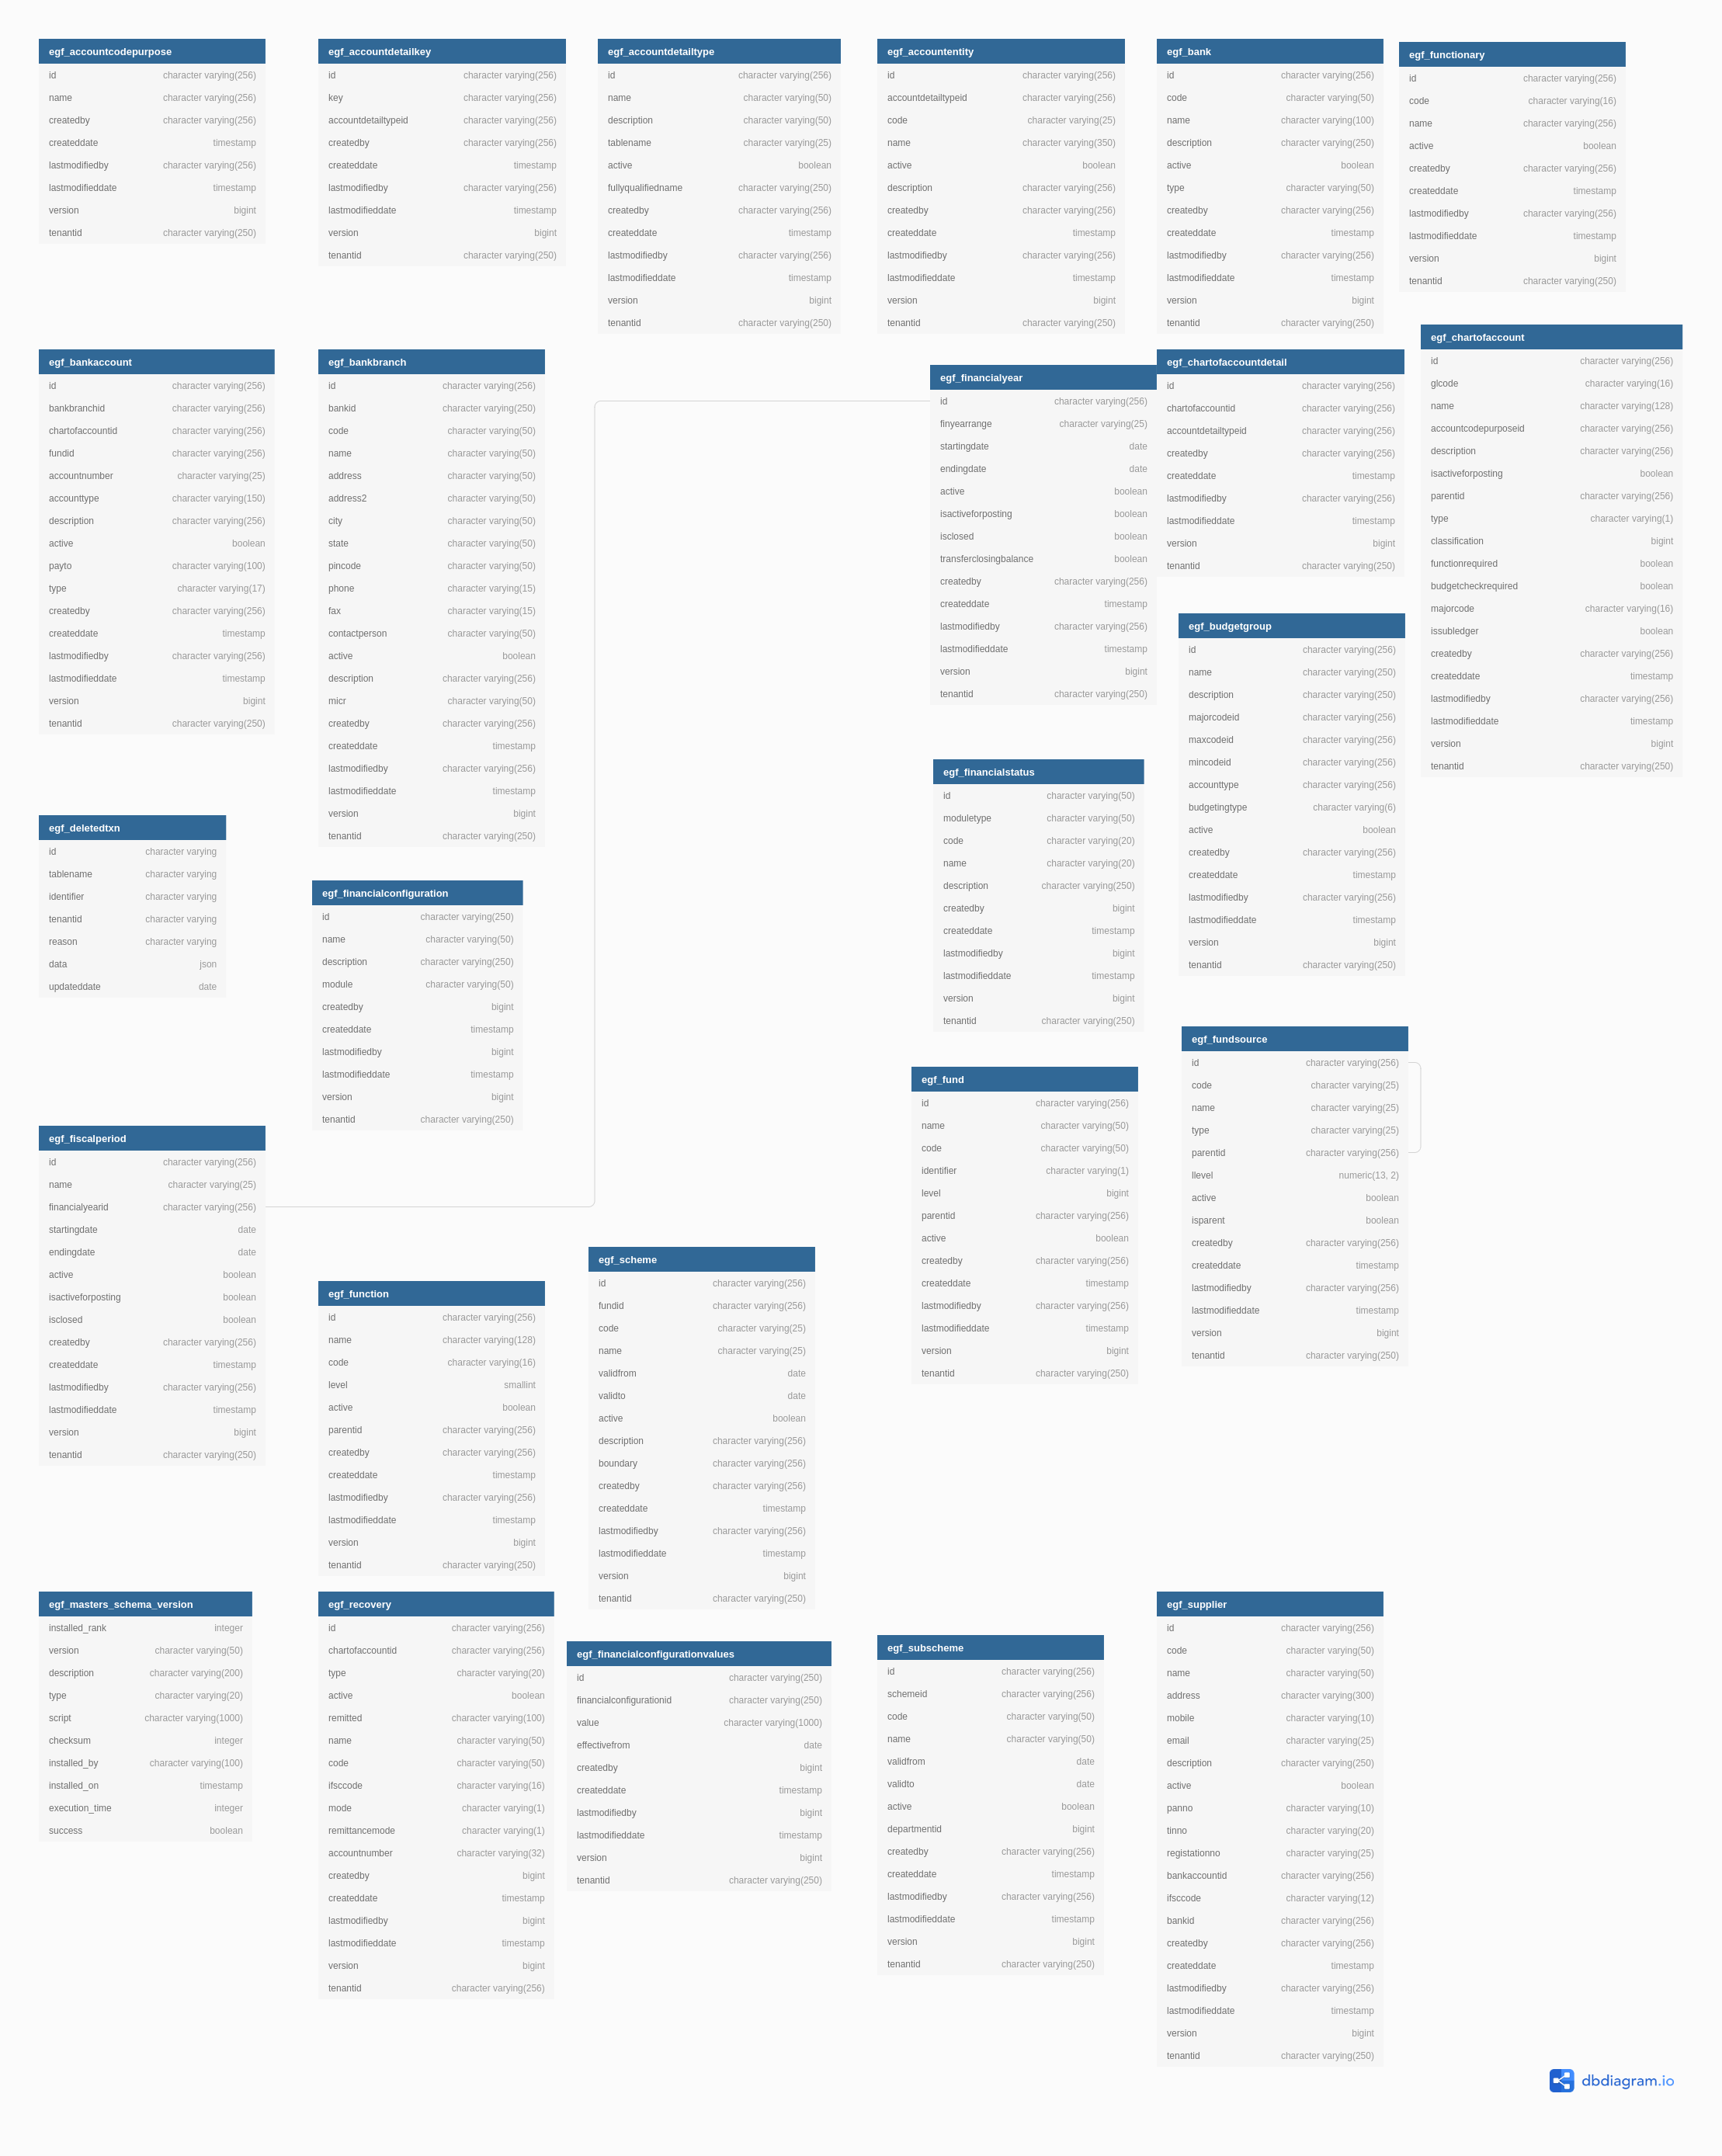 egf_accountcodepurpose
id character varying(256)
name character varying(256)
createdby character varying(256)
createddate timestamp
lastmodifiedby character varying(256)
lastmodifieddate timestamp
version bigint
tenantid character varying(250)
egf_accountdetailkey
id character varying(256)
key character varying(256)
accountdetailtypeid character varying(256)
createdby character varying(256)
createddate timestamp
lastmodifiedby character varying(256)
lastmodifieddate timestamp
version bigint
tenantid character varying(250)
egf_accountdetailtype
id character varying(256)
name character varying(50)
description character varying(50)
tablename character varying(25)
active boolean
fullyqualifiedname character varying(250)
createdby character varying(256)
createddate timestamp
lastmodifiedby character varying(256)
lastmodifieddate timestamp
version bigint
tenantid character varying(250)
egf_accountentity
id character varying(256)
accountdetailtypeid character varying(256)
code character varying(25)
name character varying(350)
active boolean
description character varying(256)
createdby character varying(256)
createddate timestamp
lastmodifiedby character varying(256)
lastmodifieddate timestamp
version bigint
tenantid character varying(250)
egf_bank
id character varying(256)
code character varying(50)
name character varying(100)
description character varying(250)
active boolean
type character varying(50)
createdby character varying(256)
createddate timestamp
lastmodifiedby character varying(256)
lastmodifieddate timestamp
version bigint
tenantid character varying(250)
egf_functionary
id character varying(256)
code character varying(16)
name character varying(256)
active boolean
createdby character varying(256)
createddate timestamp
lastmodifiedby character varying(256)
lastmodifieddate timestamp
version bigint
tenantid character varying(250)
egf_bankaccount
id character varying(256)
bankbranchid character varying(256)
chartofaccountid character varying(256)
fundid character varying(256)
accountnumber character varying(25)
accounttype character varying(150)
description character varying(256)
active boolean
payto character varying(100)
type character varying(17)
createdby character varying(256)
createddate timestamp
lastmodifiedby character varying(256)
lastmodifieddate timestamp
version bigint
tenantid character varying(250)
egf_bankbranch
id character varying(256)
bankid character varying(250)
code character varying(50)
name character varying(50)
address character varying(50)
address2 character varying(50)
city character varying(50)
state character varying(50)
pincode character varying(50)
phone character varying(15)
fax character varying(15)
contactperson character varying(50)
active boolean
description character varying(256)
micr character varying(50)
createdby character varying(256)
createddate timestamp
lastmodifiedby character varying(256)
lastmodifieddate timestamp
version bigint
tenantid character varying(250)
egf_financialyear
id character varying(256)
finyearrange character varying(25)
startingdate date
endingdate date
active boolean
isactiveforposting boolean
isclosed boolean
transferclosingbalance boolean
createdby character varying(256)
createddate timestamp
lastmodifiedby character varying(256)
lastmodifieddate timestamp
version bigint
tenantid character varying(250)
egf_chartofaccountdetail
id character varying(256)
chartofaccountid character varying(256)
accountdetailtypeid character varying(256)
createdby character varying(256)
createddate timestamp
lastmodifiedby character varying(256)
lastmodifieddate timestamp
version bigint
tenantid character varying(250)
egf_chartofaccount
id character varying(256)
glcode character varying(16)
name character varying(128)
accountcodepurposeid character varying(256)
description character varying(256)
isactiveforposting boolean
parentid character varying(256)
type character varying(1)
classification bigint
functionrequired boolean
budgetcheckrequired boolean
majorcode character varying(16)
issubledger boolean
createdby character varying(256)
createddate timestamp
lastmodifiedby character varying(256)
lastmodifieddate timestamp
version bigint
tenantid character varying(250)
egf_budgetgroup
id character varying(256)
name character varying(250)
description character varying(250)
majorcodeid character varying(256)
maxcodeid character varying(256)
mincodeid character varying(256)
accounttype character varying(256)
budgetingtype character varying(6)
active boolean
createdby character varying(256)
createddate timestamp
lastmodifiedby character varying(256)
lastmodifieddate timestamp
version bigint
tenantid character varying(250)
egf_financialstatus
id character varying(50)
moduletype character varying(50)
code character varying(20)
name character varying(20)
description character varying(250)
createdby bigint
createddate timestamp
lastmodifiedby bigint
lastmodifieddate timestamp
version bigint
tenantid character varying(250)
egf_deletedtxn
id character varying
tablename character varying
identifier character varying
tenantid character varying
reason character varying
data json
updateddate date
egf_financialconfiguration
id character varying(250)
name character varying(50)
description character varying(250)
module character varying(50)
createdby bigint
createddate timestamp
lastmodifiedby bigint
lastmodifieddate timestamp
version bigint
tenantid character varying(250)
egf_fundsource
id character varying(256)
code character varying(25)
name character varying(25)
type character varying(25)
parentid character varying(256)
llevel numeric(13, 2)
active boolean
isparent boolean
createdby character varying(256)
createddate timestamp
lastmodifiedby character varying(256)
lastmodifieddate timestamp
version bigint
tenantid character varying(250)
egf_fund
id character varying(256)
name character varying(50)
code character varying(50)
identifier character varying(1)
level bigint
parentid character varying(256)
active boolean
createdby character varying(256)
createddate timestamp
lastmodifiedby character varying(256)
lastmodifieddate timestamp
version bigint
tenantid character varying(250)
egf_fiscalperiod
id character varying(256)
name character varying(25)
financialyearid character varying(256)
startingdate date
endingdate date
active boolean
isactiveforposting boolean
isclosed boolean
createdby character varying(256)
createddate timestamp
lastmodifiedby character varying(256)
lastmodifieddate timestamp
version bigint
tenantid character varying(250)
egf_function
id character varying(256)
name character varying(128)
code character varying(16)
level smallint
active boolean
parentid character varying(256)
createdby character varying(256)
createddate timestamp
lastmodifiedby character varying(256)
lastmodifieddate timestamp
version bigint
tenantid character varying(250)
egf_scheme
id character varying(256)
fundid character varying(256)
code character varying(25)
name character varying(25)
validfrom date
validto date
active boolean
description character varying(256)
boundary character varying(256)
createdby character varying(256)
createddate timestamp
lastmodifiedby character varying(256)
lastmodifieddate timestamp
version bigint
tenantid character varying(250)
egf_masters_schema_version
installed_rank integer
version character varying(50)
description character varying(200)
type character varying(20)
script character varying(1000)
checksum integer
installed_by character varying(100)
installed_on timestamp
execution_time integer
success boolean
egf_recovery
id character varying(256)
chartofaccountid character varying(256)
type character varying(20)
active boolean
remitted character varying(100)
name character varying(50)
code character varying(50)
ifsccode character varying(16)
mode character varying(1)
remittancemode character varying(1)
accountnumber character varying(32)
createdby bigint
createddate timestamp
lastmodifiedby bigint
lastmodifieddate timestamp
version bigint
tenantid character varying(256)
egf_financialconfigurationvalues
id character varying(250)
financialconfigurationid character varying(250)
value character varying(1000)
effectivefrom date
createdby bigint
createddate timestamp
lastmodifiedby bigint
lastmodifieddate timestamp
version bigint
tenantid character varying(250)
egf_subscheme
id character varying(256)
schemeid character varying(256)
code character varying(50)
name character varying(50)
validfrom date
validto date
active boolean
departmentid bigint
createdby character varying(256)
createddate timestamp
lastmodifiedby character varying(256)
lastmodifieddate timestamp
version bigint
tenantid character varying(250)
egf_supplier
id character varying(256)
code character varying(50)
name character varying(50)
address character varying(300)
mobile character varying(10)
email character varying(25)
description character varying(250)
active boolean
panno character varying(10)
tinno character varying(20)
registationno character varying(25)
bankaccountid character varying(256)
ifsccode character varying(12)
bankid character varying(256)
createdby character varying(256)
createddate timestamp
lastmodifiedby character varying(256)
lastmodifieddate timestamp
version bigint
tenantid character varying(250)
dbdiagram.io